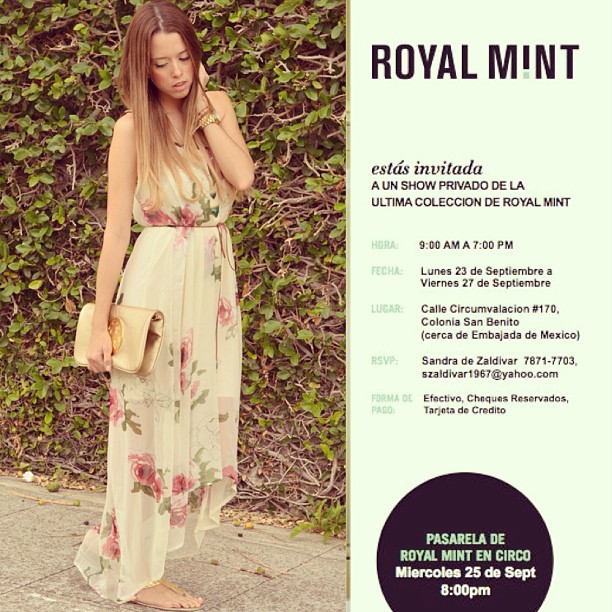 ROYAL M!NT
estás invitada
A UN SHOW PRIVADO DE LA
ULTIMA COLECCION DE ROYAL MINT
HORA: 9:00 AM A 7:00 PM
FECHA: Lunes 23 de Septiembre a
Viernes 27 de Septiembre
LUGAR: Calle Circumvalacion #170,
Colonia San Benito
(cerca de Embajada de Mexico)
RSVP: Sandra de Zaldivar 7871-7703,
szaldivar1967@yahoo.com
FORMA DE PAGO: Efectivo, Cheques Reservados,
Tarjeta de Credito
PASARELA DE
ROYAL MINT EN CIRCO
Miercoles 25 de Sept
8:00pm